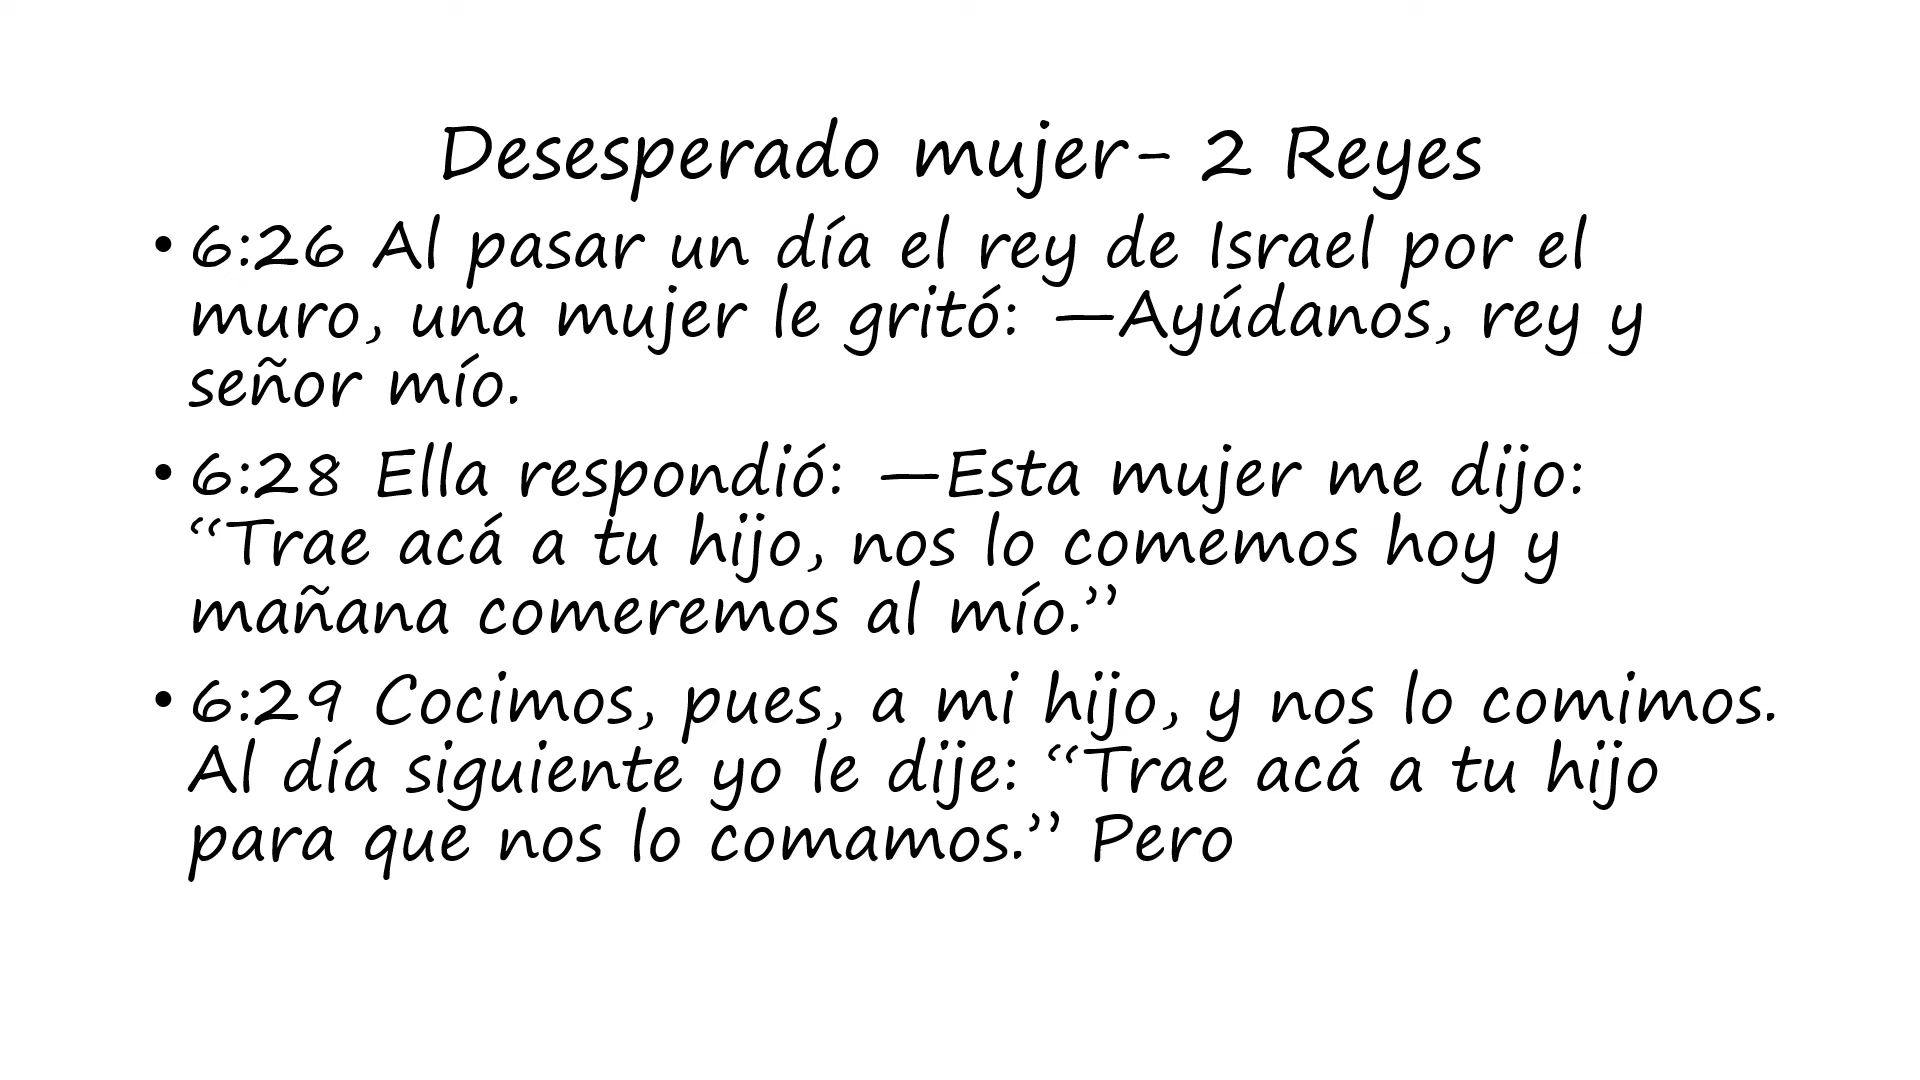 Desesperado mujer- 2 Reyes
• 6:26 Al pasar un día el rey de Israel por el
muro, una mujer le gritó: —Ayúdanos, rey y
señor mío.
• 6:28 Ella respondió: —Esta mujer me dijo:
“Trae acá a tu hijo, nos lo comemos hoy y
mañana comeremos al mío.”
• 6:29 Cocimos, pues, a mi hijo, y nos lo comimos.
Al día siguiente yo le dije: “Trae acá a tu hijo
para que nos lo comamos.” Pero